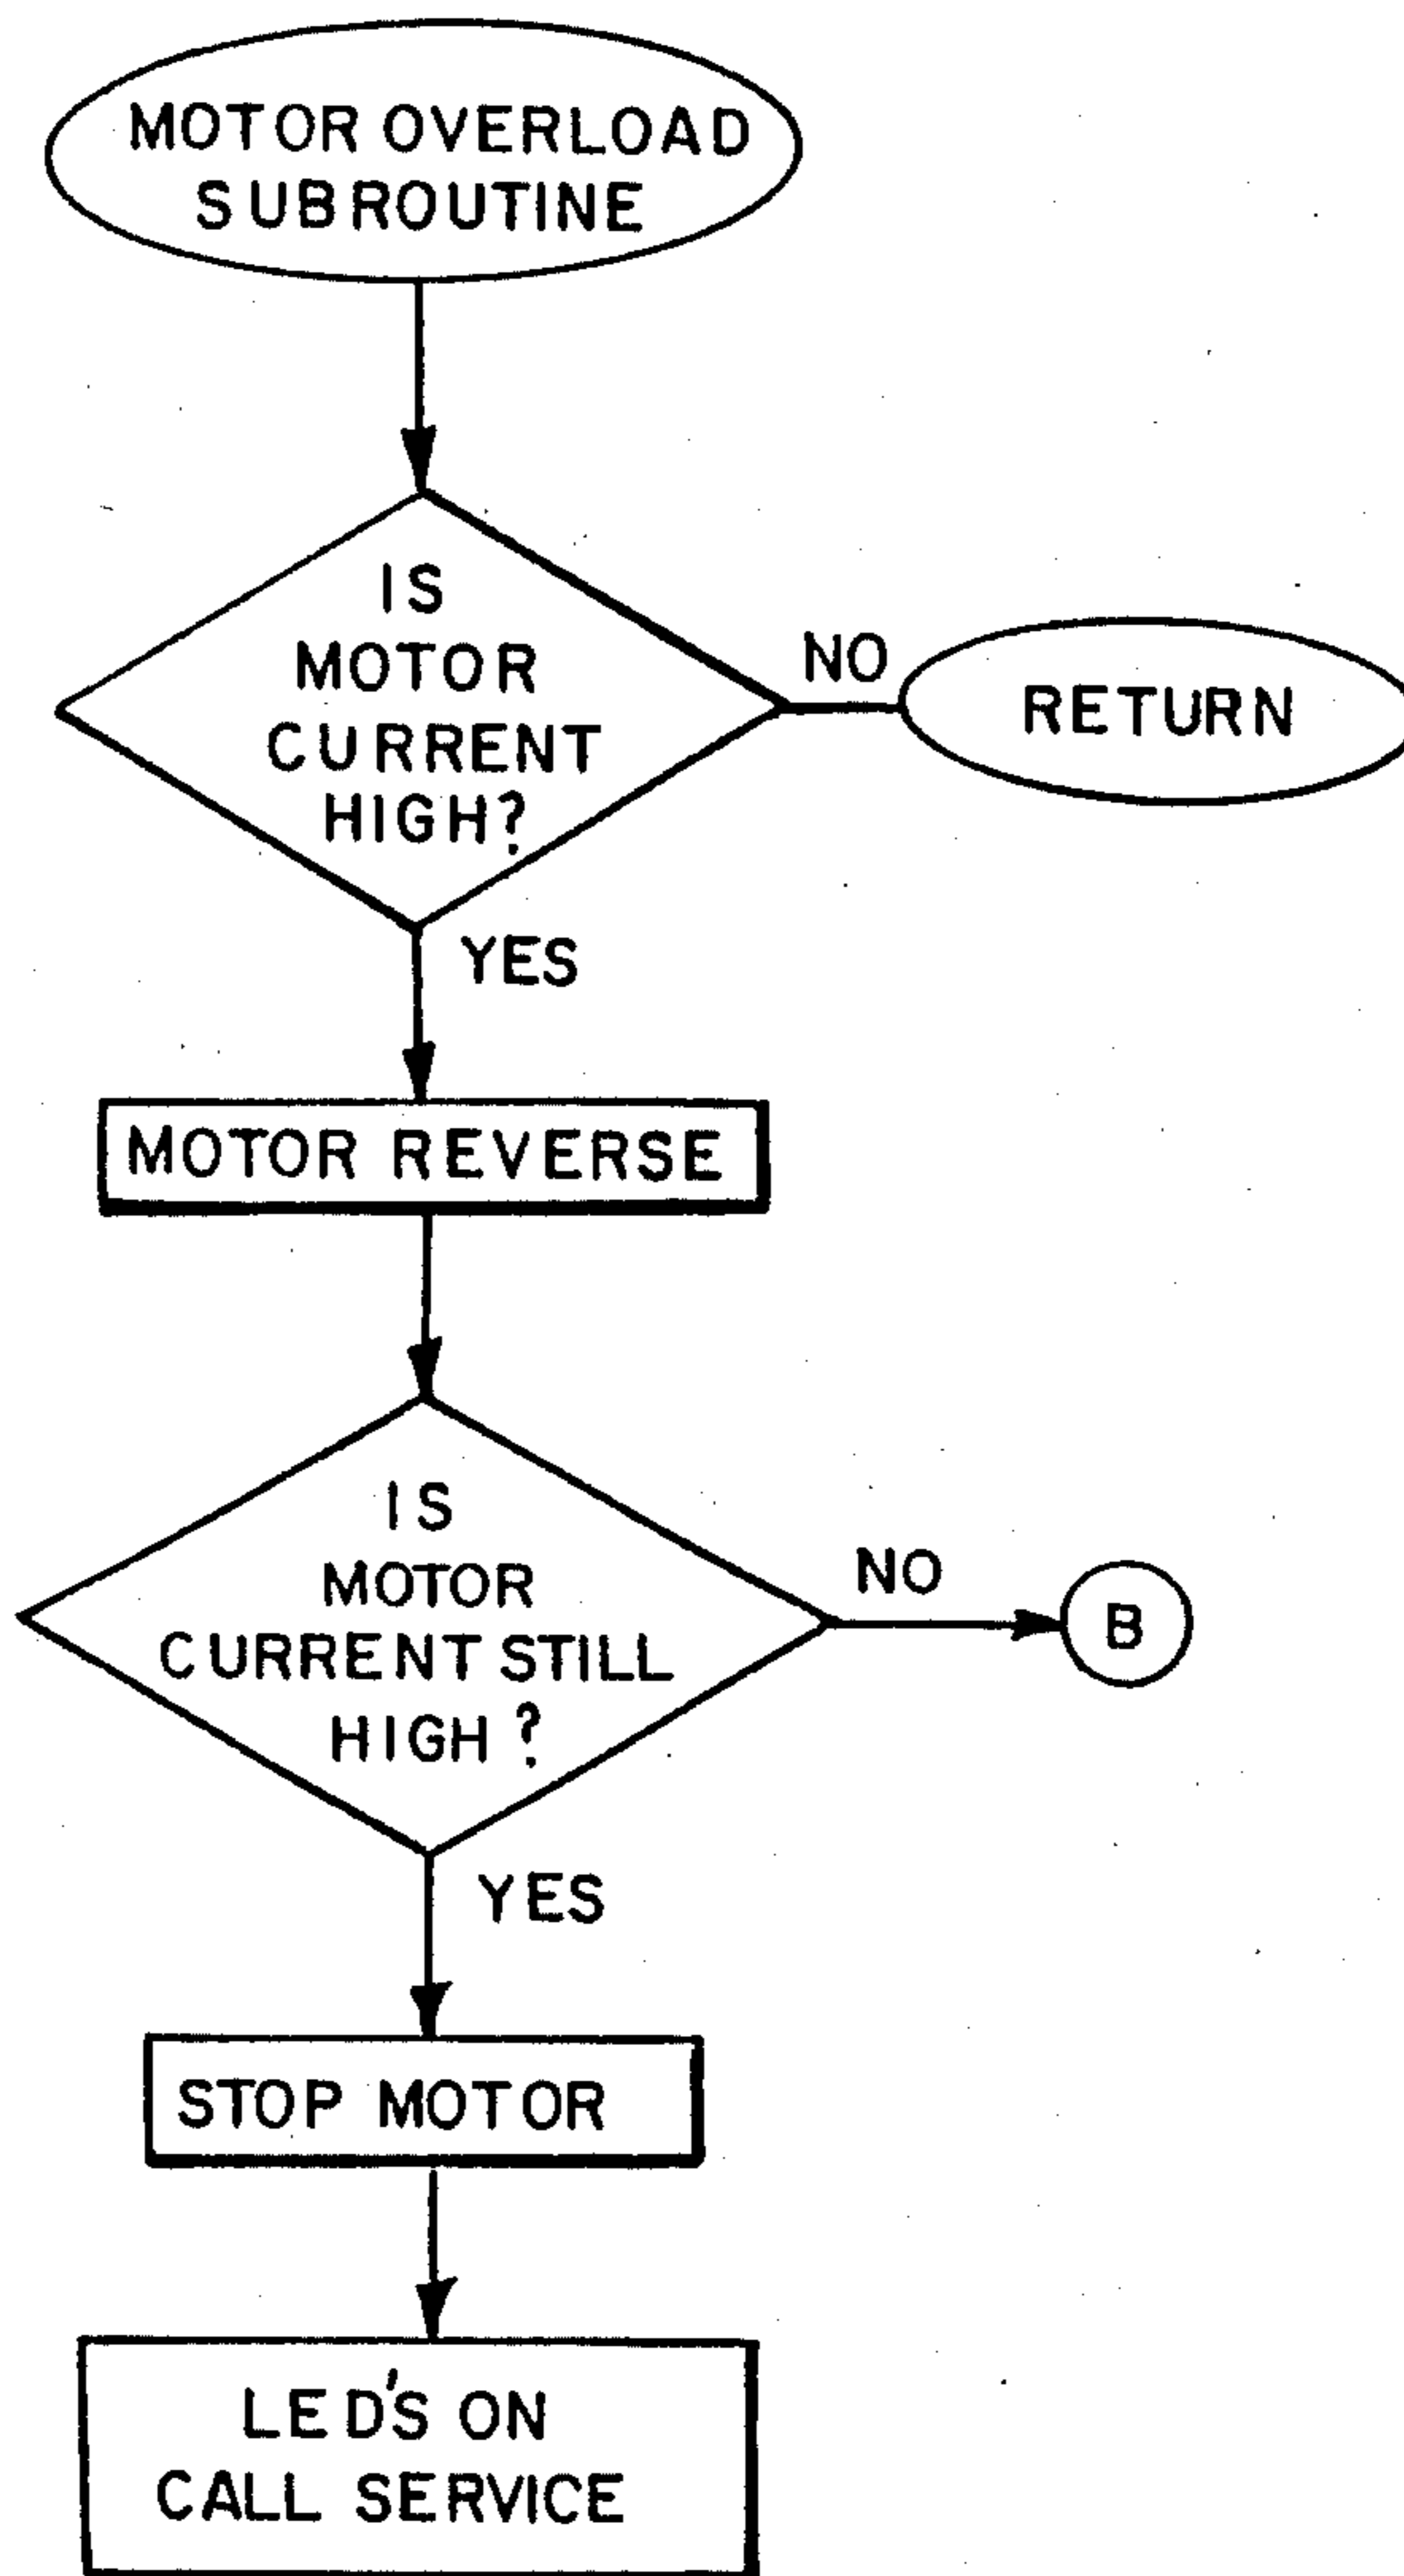 MOTOR OVERLOAD
SUBROUTINE
IS
MOTOR
CURRENT
HIGH?
NO
RETURN
YES
MOTOR REVERSE
IS
MOTOR
CURRENT STILL
HIGH?
NO
B
YES
STOP MOTOR
LED'S ON
CALL SERVICE